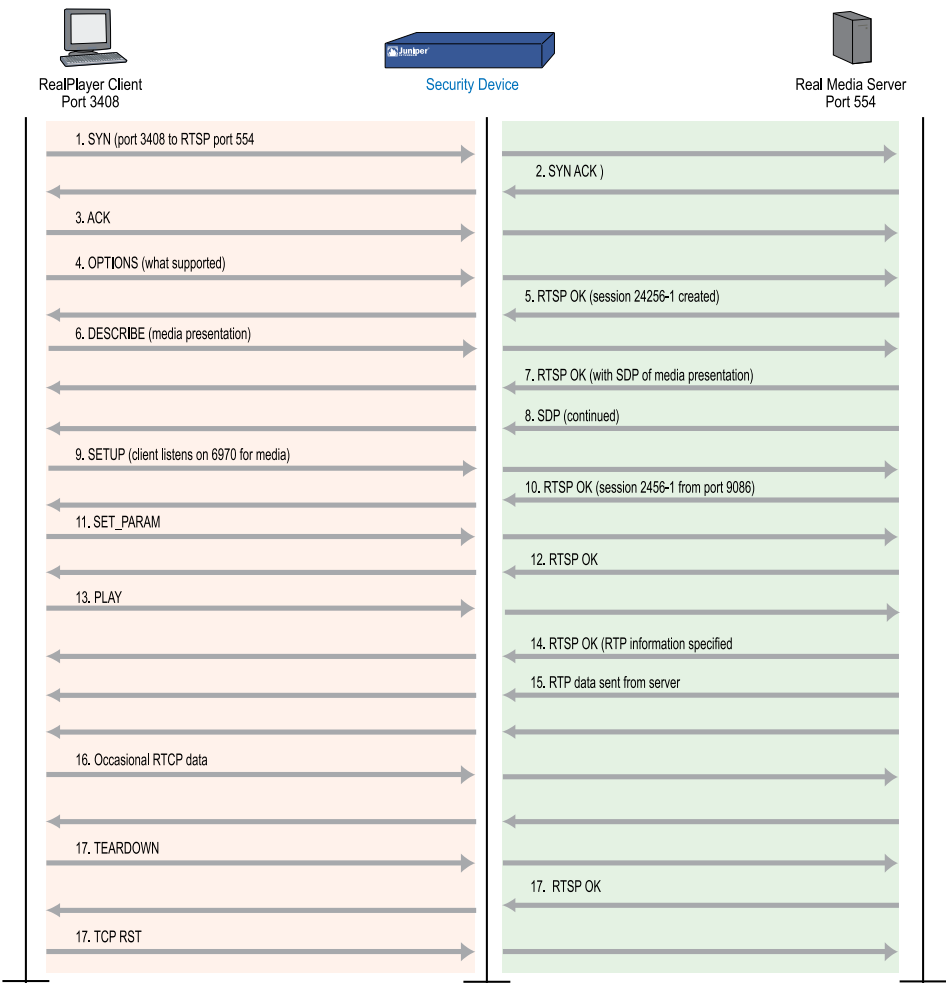 Juniper
RealPlayer Client
Port 3408
Security Device
Real Media Server
Port 554
1. SYN (port 3408 to RTSP port 554
2. SYN ACK )
3. ACK
4. OPTIONS (what supported)
5. RTSP OK (session 24256-1 created)
6. DESCRIBE (media presentation)
7. RTSP OK (with SDP of media presentation)
8. SDP (continued)
9. SETUP (client listens on 6970 for media)
10. RTSP OK (session 2456-1 from port 9086)
11. SET_PARAM
12. RTSP OK
13. PLAY
14. RTSP OK (RTP information specified
15. RTP data sent from server
16. Occasional RTCP data
17. TEARDOWN
17. RTSP OK
17. TCP RST